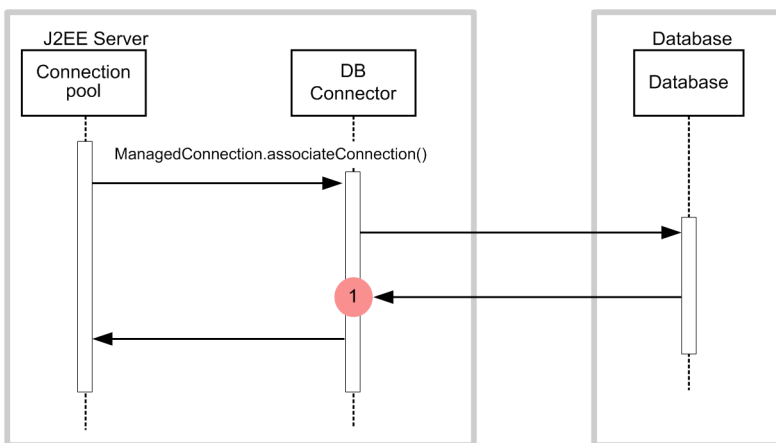 J2EE Server
Database
Connection
pool
DB
Connector
Database
ManagedConnection.associateConnection()
1